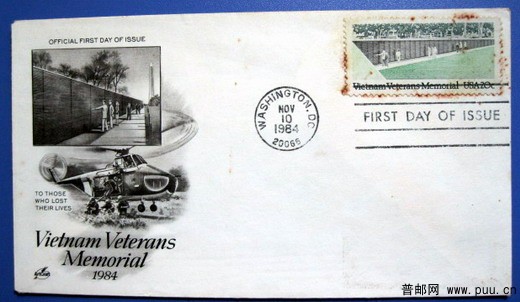 OFFICIAL FIRST DAY OF ISSUE
TO THOSE
WHO LOST
THEIR LIVES
Vietnam Veterans
Memorial
1984
WASHINGTON, DC
NOV
10
1984
20066
Vietnam Veterans Memorial USA 20c
FIRST DAY OF ISSUE
普邮网 www.puu.cn